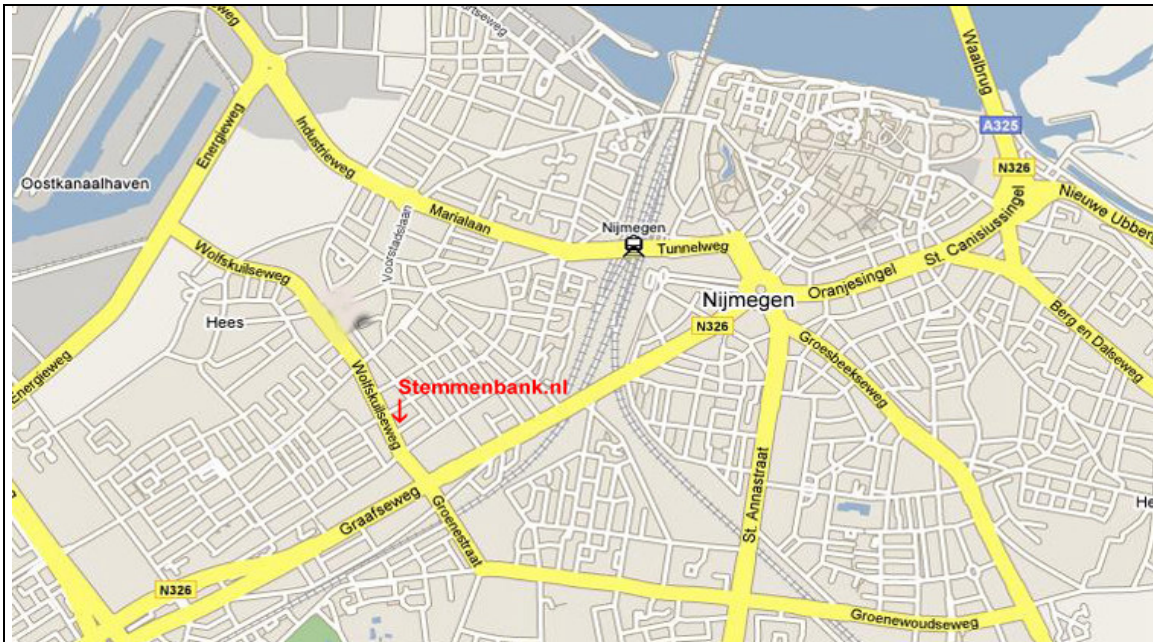 Waalbrug
A325
N326
Nieuwe Ubberg
St. Canisiussingel
Oranjesingel
Berg en Dalseweg
Energieweg
Industrieweg
Oostkanaalhaven
Marialaan
Voorstadslaan
Nijmegen
Tunnelweg
Wolfskuilseweg
Hees
Nijmegen
N326
Groesbeekseweg
Energieweg
Wolfskuilseweg
Stemmenbank.nl
St. Annastraat
Graafseweg
Groenestraat
He
N326
Groenewoudseweg